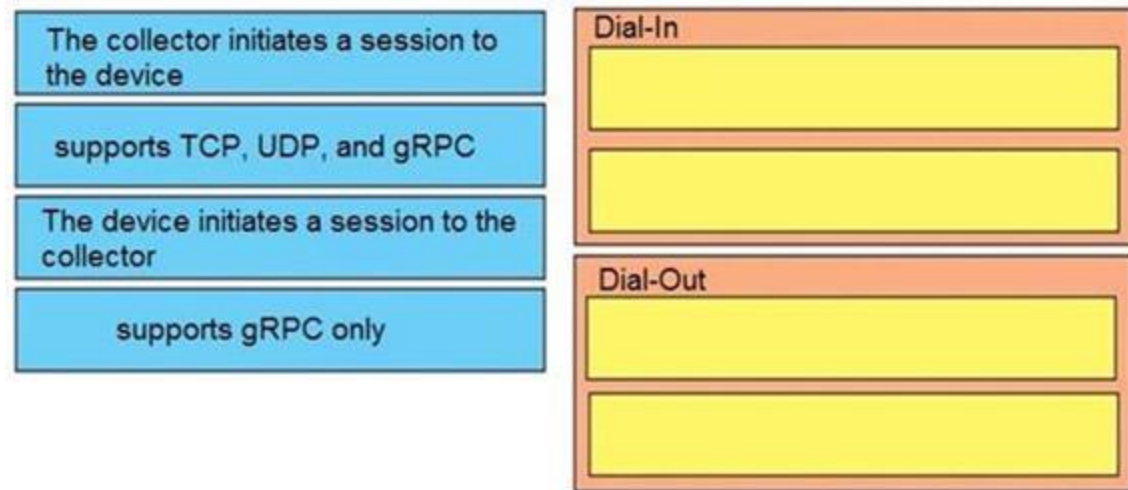 The collector initiates a session to
the device
supports TCP, UDP, and gRPC
The device initiates a session to the
collector
supports gRPC only
Dial-In
Dial-Out